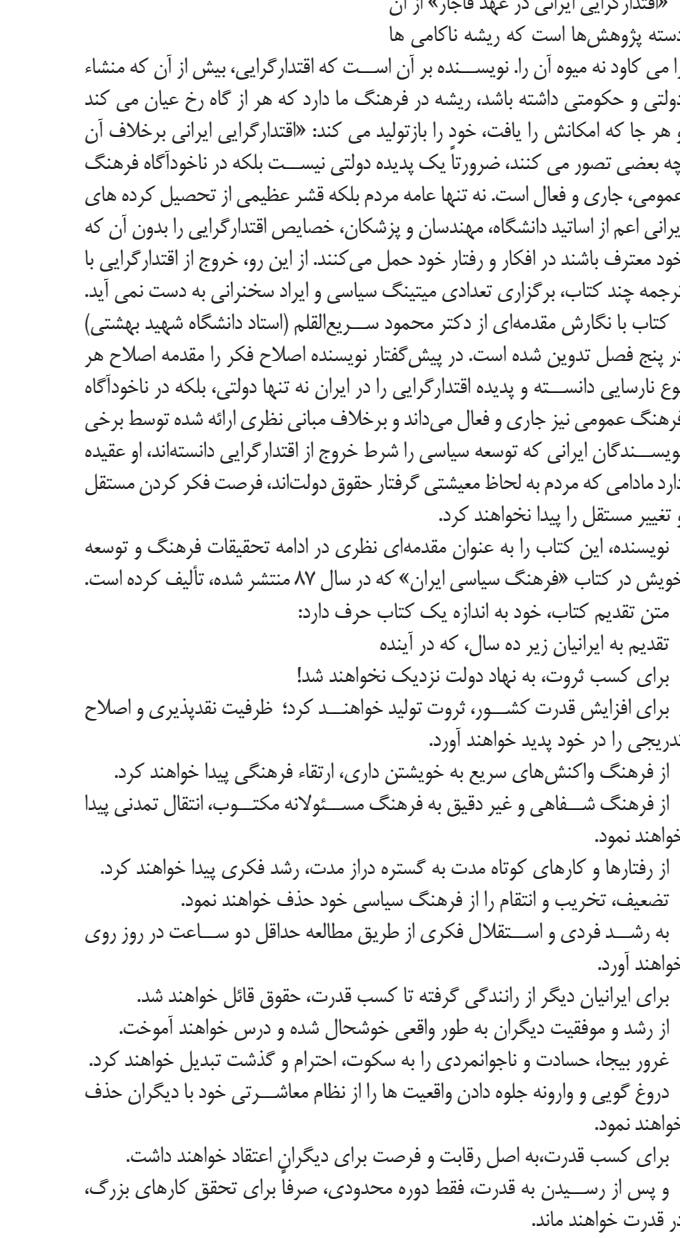 «اقتدارگرایی ایرانی در عهد قاجار» از آن
دسته پژوهش‌ها است که ریشه ناکامی ها
را می کاود نه میوه آن را. نویسنده بر آن است که اقتدارگرایی، بیش از آن که منشاء
دولتی و حکومتی داشته باشد، ریشه در فرهنگ ما دارد که هر از گاه رخ عیان می کند
و هر جا که امکانش را یافت، خود را بازتولید می کند: «اقتدارگرایی ایرانی برخلاف آن
چه بعضی تصور می کنند، ضرورتاً یک پدیده دولتی نیست بلکه در ناخودآگاه فرهنگ
عمومی، جاری و فعال است. نه تنها عامه مردم بلکه قشر عظیمی از تحصیل کرده های
ایرانی اعم از اساتید دانشگاه، مهندسان و پزشکان، خصایص اقتدارگرایی را بدون آن که
خود معترف باشند در افکار و رفتار خود حمل می‌کنند. از این رو، خروج از اقتدارگرایی با
ترجمه چند کتاب، برگزاری تعدادی میتینگ سیاسی و ایراد سخنرانی به دست نمی آید.
کتاب با نگارش مقدمه‌ای از دکتر محمود سریع‌القلم (استاد دانشگاه شهید بهشتی)
در پنج فصل تدوین شده است. در پیش‌گفتار نویسنده اصلاح فکر را مقدمه اصلاح هر
نوع نارسایی دانسته و پدیده اقتدارگرایی را در ایران نه تنها دولتی، بلکه در ناخودآگاه
فرهنگ عمومی نیز جاری و فعال می‌داند و برخلاف مبانی نظری ارائه شده توسط برخی
نویسندگان ایرانی که توسعه سیاسی را شرط خروج از اقتدارگرایی دانسته‌اند، او عقیده
دارد مادامی که مردم به لحاظ معیشتی گرفتار حقوق دولت‌اند، فرصت فکر کردن مستقل
و تغییر مستقل را پیدا نخواهند کرد.
نویسنده، این کتاب را به عنوان مقدمه‌ای نظری در ادامه تحقیقات فرهنگ و توسعه
خویش در کتاب «فرهنگ سیاسی ایران» که در سال ۸۷ منتشر شده، تألیف کرده است.
متن تقدیم کتاب، خود به اندازه یک کتاب حرف دارد:
تقدیم به ایرانیان زیر ده سال، که در آینده
برای کسب ثروت، به نهاد دولت نزدیک نخواهند شد!
برای افزایش قدرت کشور، ثروت تولید خواهند کرد؛ ظرفیت نقدپذیری و اصلاح
تدریجی را در خود پدید خواهند آورد.
از فرهنگ واکنش‌های سریع به خویشتن داری، ارتقاء فرهنگی پیدا خواهند کرد.
از فرهنگ شفاهی و غیر دقیق به فرهنگ مسئولانه مکتوب، انتقال تمدنی پیدا
خواهند نمود.
از رفتارها و کارهای کوتاه مدت به گستره دراز مدت، رشد فکری پیدا خواهند کرد.
تضعیف، تخریب و انتقام را از فرهنگ سیاسی خود حذف خواهند نمود.
به رشد فردی و استقلال فکری از طریق مطالعه حداقل دو ساعت در روز روی
خواهند آورد.
برای ایرانیان دیگر از رانندگی گرفته تا کسب قدرت، حقوق قائل خواهند شد.
از رشد و موفقیت دیگران به طور واقعی خوشحال شده و درس خواهند آموخت.
غرور بیجا، حسادت و ناجوانمردی را به سکوت، احترام و گذشت تبدیل خواهند کرد.
دروغ گویی و وارونه جلوه دادن واقعیت ها را از نظام معاشرتی خود با دیگران حذف
خواهند نمود.
برای کسب قدرت،به اصل رقابت و فرصت برای دیگران اعتقاد خواهند داشت.
و پس از رسیدن به قدرت، فقط دوره محدودی، صرفاً برای تحقق کارهای بزرگ،
در قدرت خواهند ماند.